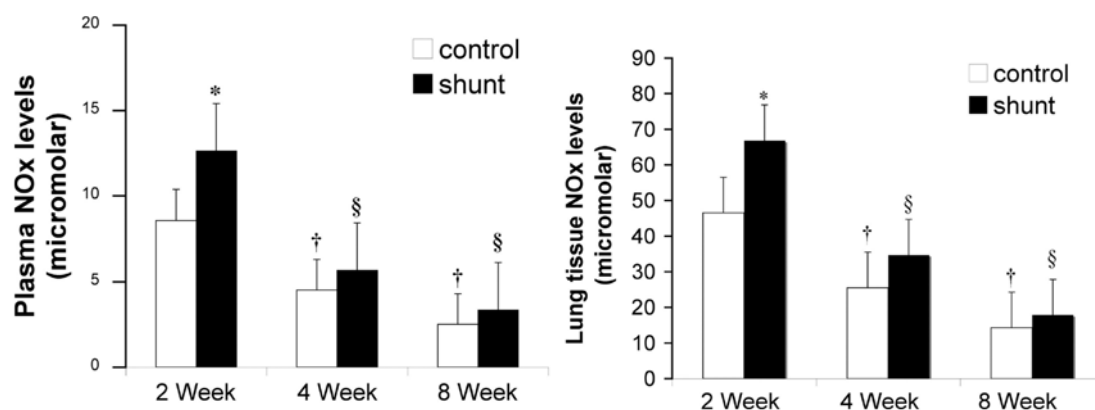 Plasma NOx levels
(micromolar)
20
15
10
5
0
control
shunt
*
†
§
†
§
2 Week
4 Week
8 Week
Lung tissue NOx levels
(micromolar)
90
80
70
60
50
40
30
20
10
0
control
shunt
*
†
§
†
§
2 Week
4 Week
8 Week